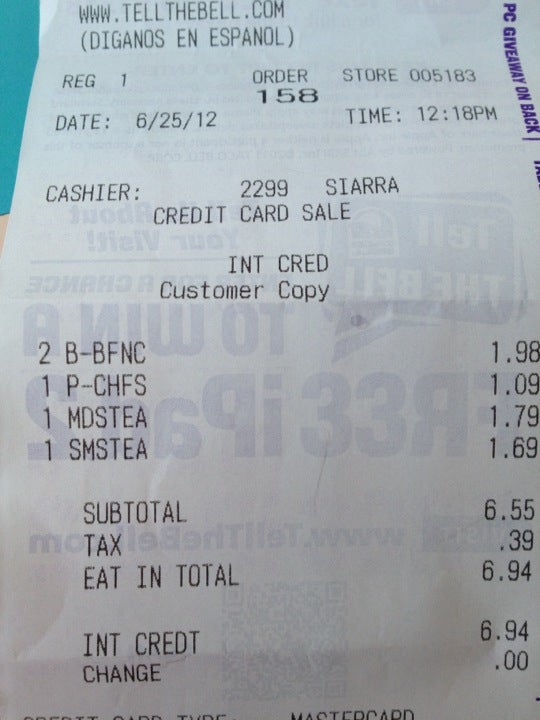 WWW.TELLTHEBELL.COM
(DIGANOS EN ESPANOL)
REG 1 ORDER STORE 005183
158
DATE: 6/25/12 TIME: 12:18PM
CASHIER: 2299 SIARRA
CREDIT CARD SALE
INT CRED
Customer Copy
2 B-BFNC 1.98
1 P-CHFS 1.09
1 MDSTEA 1.79
1 SMSTEA 1.69
SUBTOTAL 6.55
TAX .39
EAT IN TOTAL 6.94
INT CREDT 6.94
CHANGE .00
CREDIT CARD TYPE: MASTERCARD
PC GIVEAWAY ON BACK!